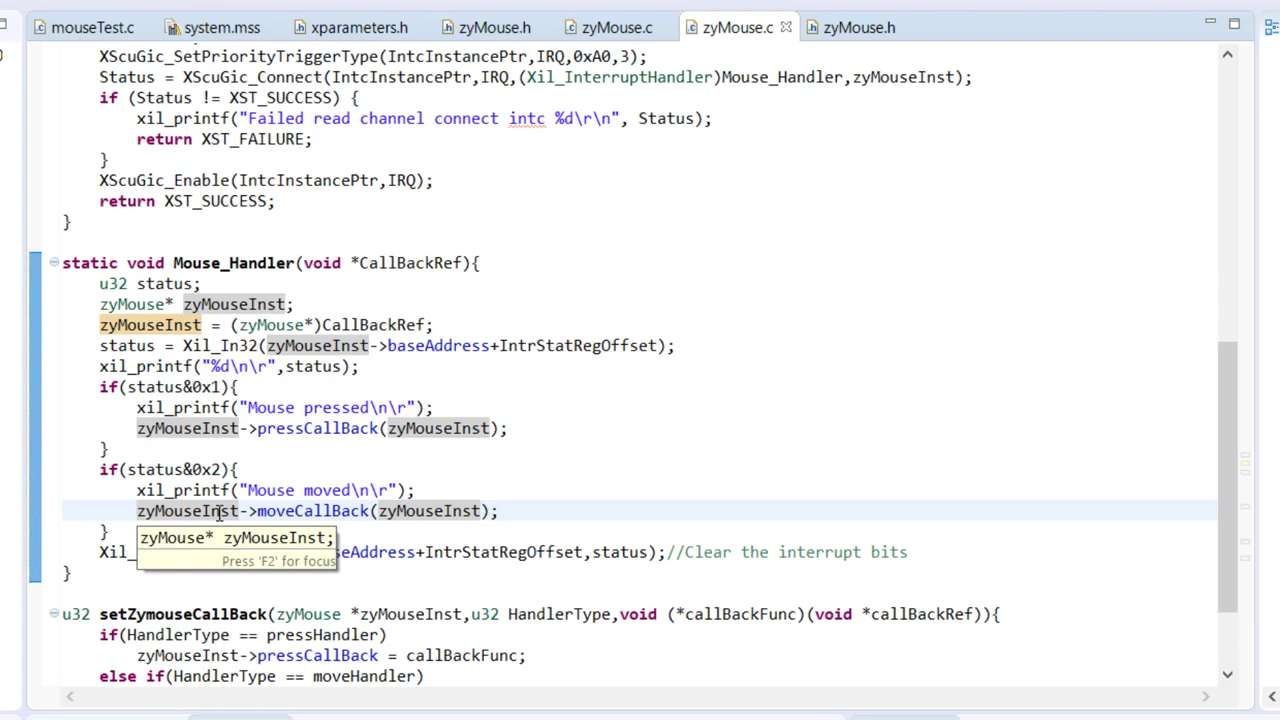 mouseTest.c system.mss xparameters.h zyMouse.h zyMouse.c zyMouse.c zyMouse.h
XScuGic_SetPriorityTriggerType(IntcInstancePtr,IRQ,0xA0,3);
Status = XScuGic_Connect(IntcInstancePtr,IRQ,(Xil_InterruptHandler)Mouse_Handler,zyMouseInst);
if (Status != XST_SUCCESS) {
xil_printf("Failed read channel connect intc %d\r\n", Status);
return XST_FAILURE;
}
XScuGic_Enable(IntcInstancePtr,IRQ);
return XST_SUCCESS;
}
static void Mouse_Handler(void *CallBackRef){
u32 status;
zyMouse* zyMouseInst;
zyMouseInst = (zyMouse*)CallBackRef;
status = Xil_In32(zyMouseInst->baseAddress+IntrStatRegOffset);
xil_printf("%d\n\r",status);
if(status&0x1){
xil_printf("Mouse pressed\n\r");
zyMouseInst->pressCallBack(zyMouseInst);
}
if(status&0x2){
xil_printf("Mouse moved\n\r");
zyMouseInst->moveCallBack(zyMouseInst);
}
zyMouse* zyMouseInst;
Press 'F2' for focus
Xil_ eAddress+IntrStatRegOffset,status);//Clear the interrupt bits
}
u32 setZymouseCallBack(zyMouse *zyMouseInst,u32 HandlerType,void (*callBackFunc)(void *callBackRef)){
if(HandlerType == pressHandler)
zyMouseInst->pressCallBack = callBackFunc;
else if(HandlerType == moveHandler)